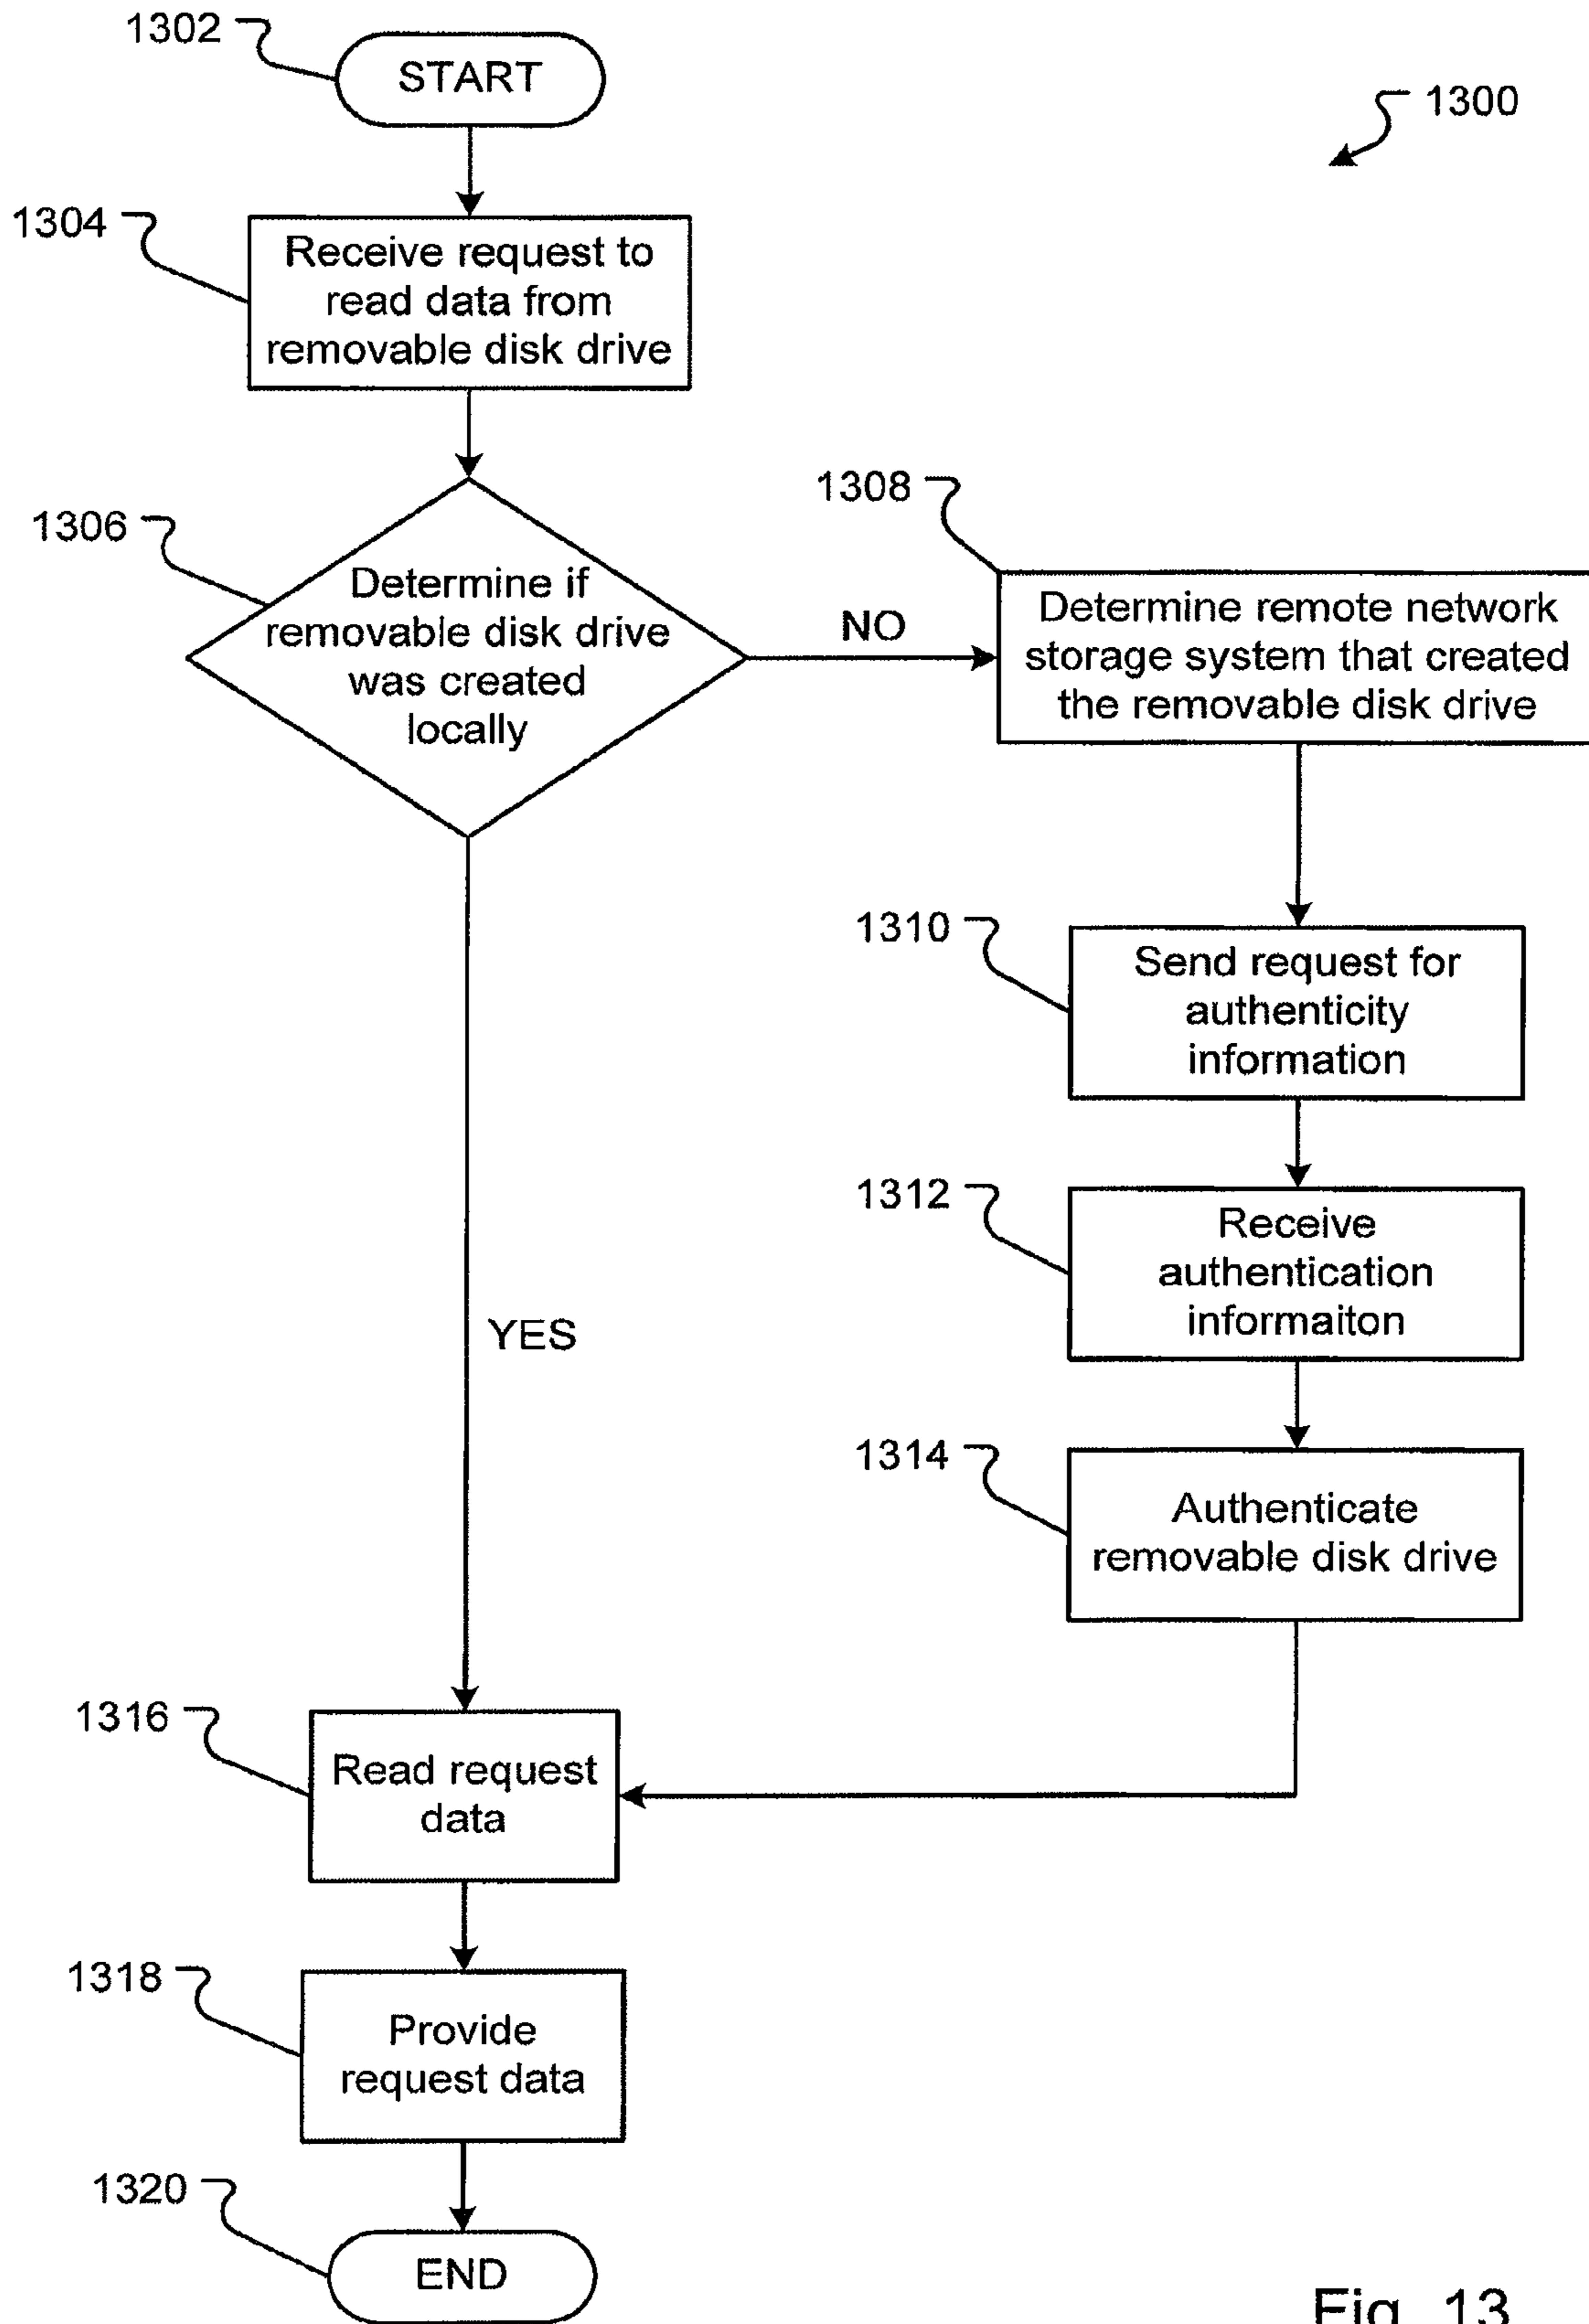 1302
START
1300
1304
Receive request to
read data from
removable disk drive
1306
Determine if
removable disk drive
was created
locally
NO
1308
Determine remote network
storage system that created
the removable disk drive
1310
Send request for
authenticity
information
1312
Receive
authentication
informaiton
1314
Authenticate
removable disk drive
YES
1316
Read request
data
1318
Provide
request data
1320
END
Fig. 13